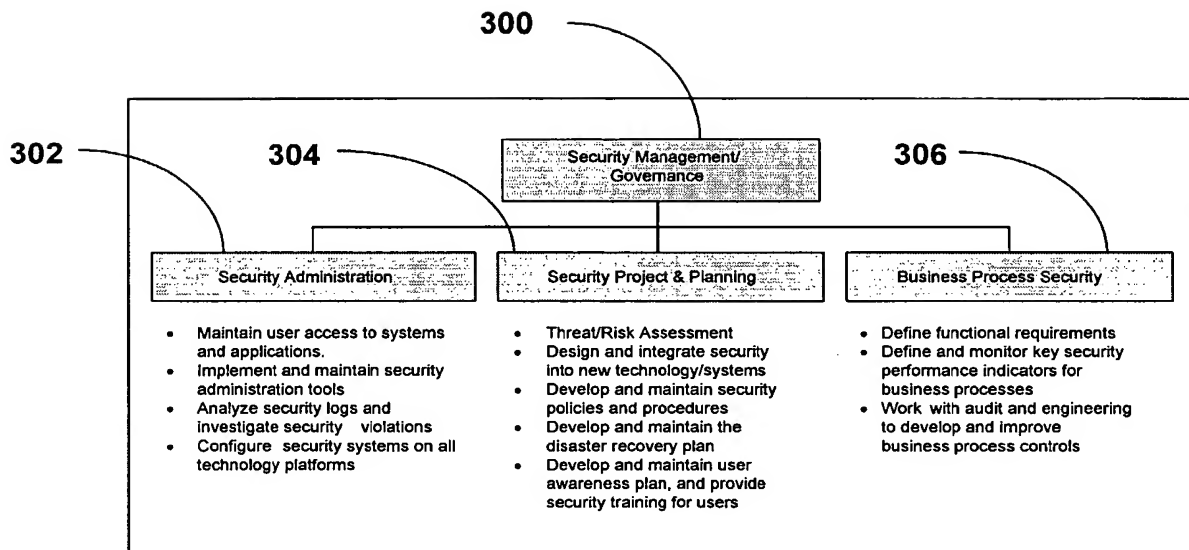 300
302
304
306
Security Management/
Governance
Security Administration
Security Project & Planning
Business Process Security
• Maintain user access to systems
and applications.
• Implement and maintain security
administration tools
• Analyze security logs and
investigate security violations
• Configure security systems on all
technology platforms
• Threat/Risk Assessment
• Design and integrate security
into new technology/systems
• Develop and maintain security
policies and procedures
• Develop and maintain the
disaster recovery plan
• Develop and maintain user
awareness plan, and provide
security training for users
• Define functional requirements
• Define and monitor key security
performance indicators for
business processes
• Work with audit and engineering
to develop and improve
business process controls